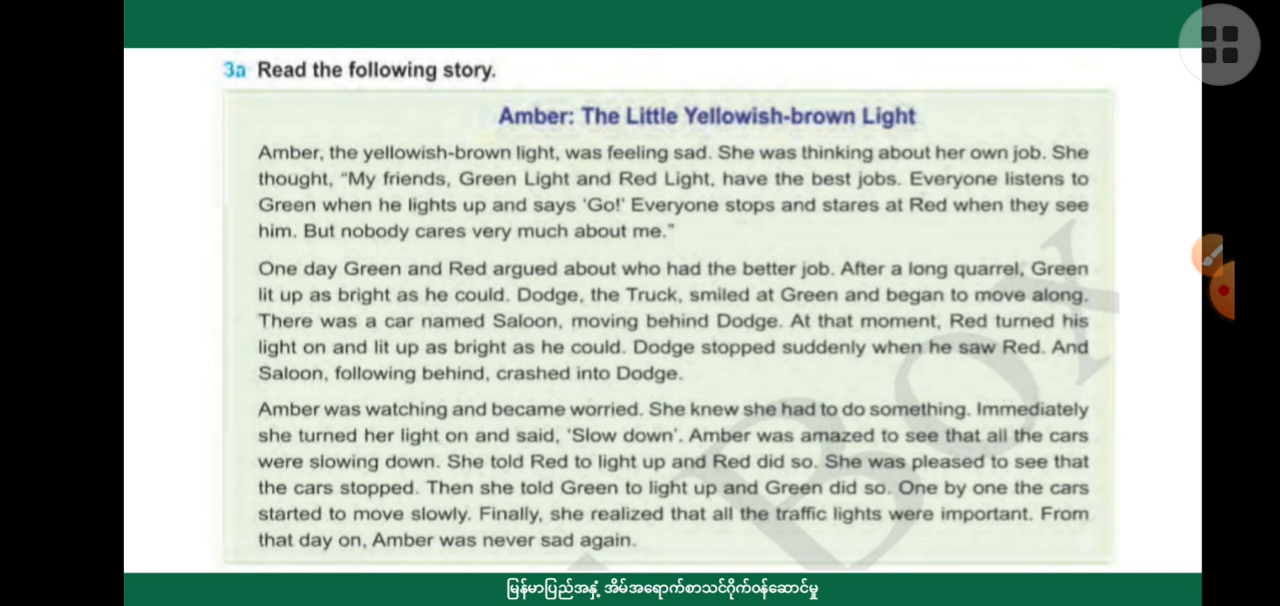 3a Read the following story.
Amber: The Little Yellowish-brown Light
Amber, the yellowish-brown light, was feeling sad. She was thinking about her own job. She
thought, “My friends, Green Light and Red Light, have the best jobs. Everyone listens to
Green when he lights up and says ‘Go!’ Everyone stops and stares at Red when they see
him. But nobody cares very much about me.”
One day Green and Red argued about who had the better job. After a long quarrel, Green
lit up as bright as he could. Dodge, the Truck, smiled at Green and began to move along.
There was a car named Saloon, moving behind Dodge. At that moment, Red turned his
light on and lit up as bright as he could. Dodge stopped suddenly when he saw Red. And
Saloon, following behind, crashed into Dodge.
Amber was watching and became worried. She knew she had to do something. Immediately
she turned her light on and said, ‘Slow down’. Amber was amazed to see that all the cars
were slowing down. She told Red to light up and Red did so. She was pleased to see that
the cars stopped. Then she told Green to light up and Green did so. One by one the cars
started to move slowly. Finally, she realized that all the traffic lights were important. From
that day on, Amber was never sad again.
Box
မြန်မာပြည်အနှံ့ အိမ်အရောက်စာသင်ဂိုက်ဝန်ဆောင်မှု